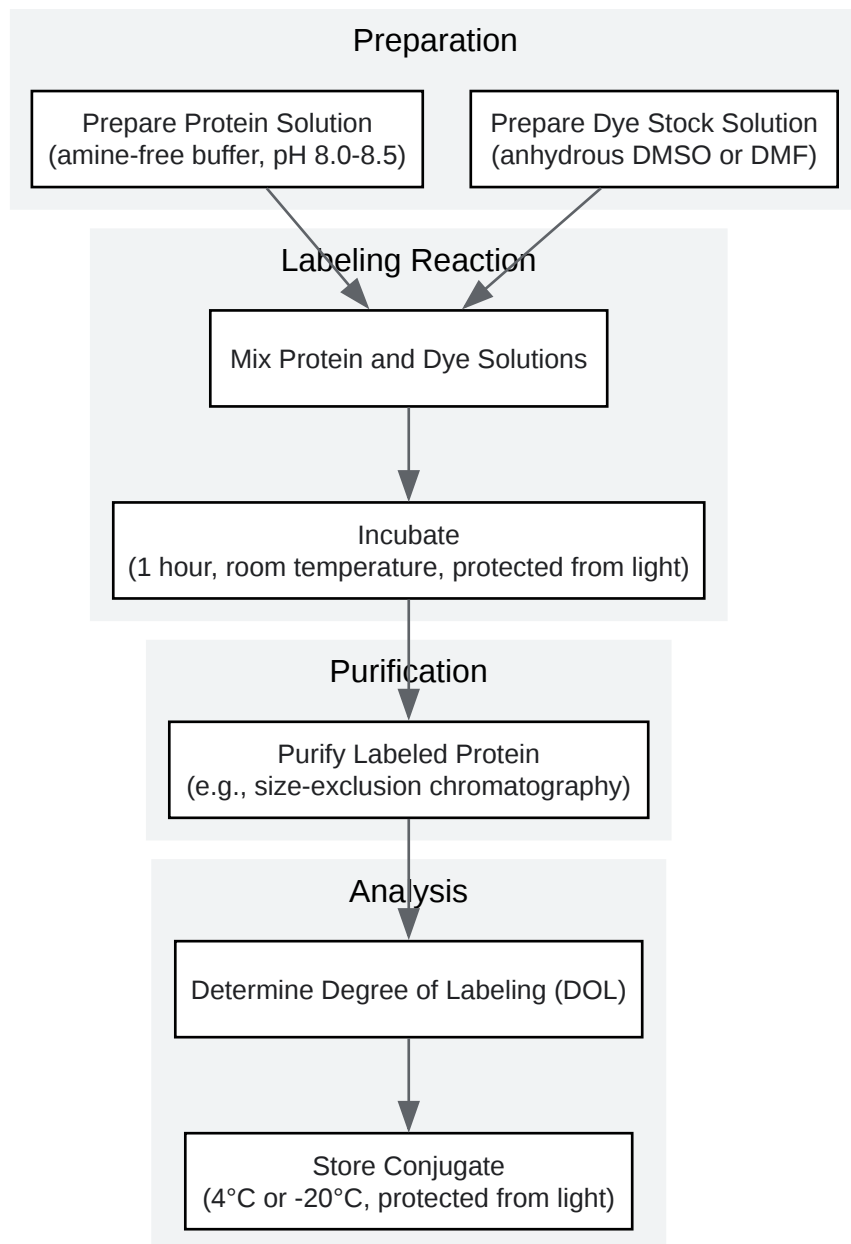 Preparation
Prepare Protein Solution
(amine-free buffer, pH 8.0-8.5)
Prepare Dye Stock Solution
(anhydrous DMSO or DMF)
Labeling Reaction
Mix Protein and Dye Solutions
Incubate
(1 hour, room temperature, protected from light)
Purification
Purify Labeled Protein
(e.g., size-exclusion chromatography)
Analysis
Determine Degree of Labeling (DOL)
Store Conjugate
(4°C or -20°C, protected from light)